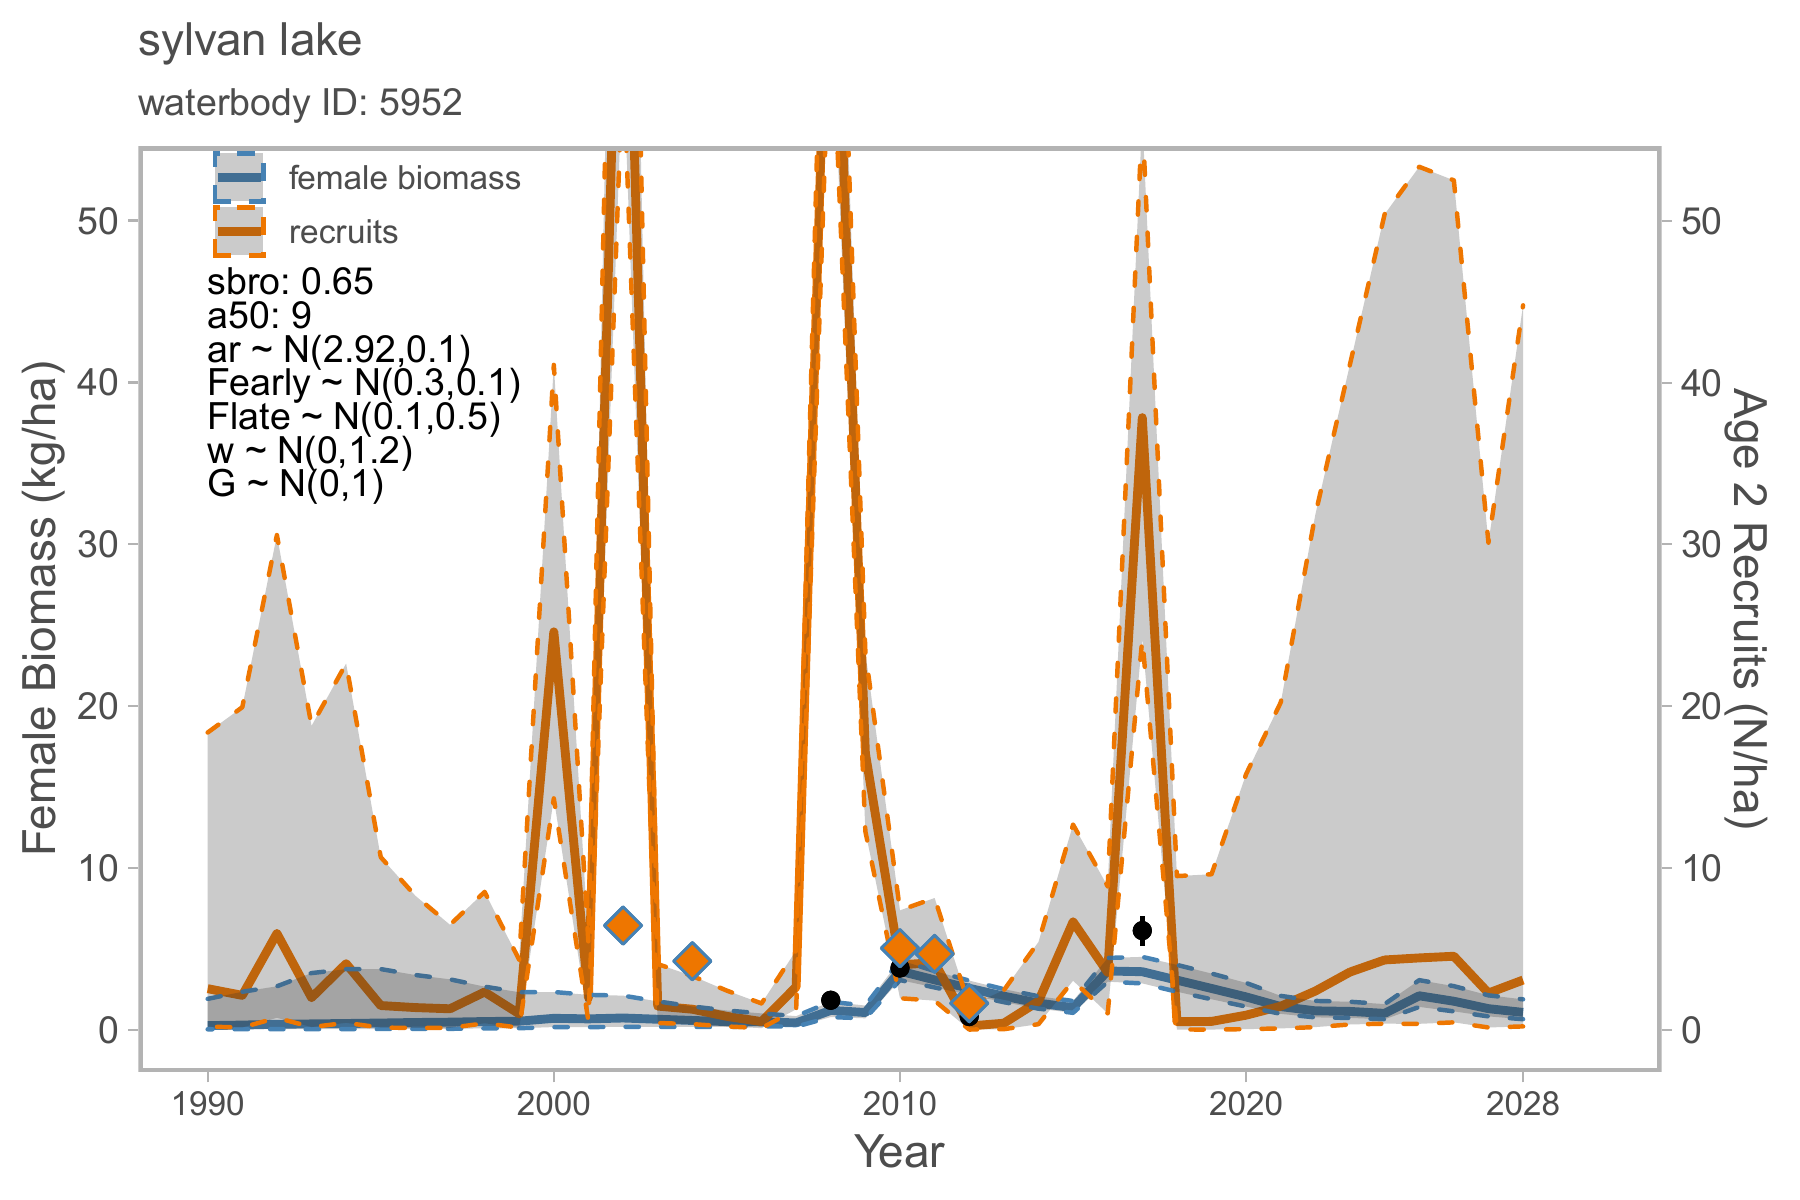 sylvan lake
waterbody ID: 5952
female biomass
recruits
sbro: 0.65
a50: 9
ar ~ N(2.92,0.1)
Fearly ~ N(0.3,0.1)
Flate ~ N(0.1,0.5)
w ~ N(0,1.2)
G ~ N(0,1)
Female Biomass (kg/ha)
50
40
30
20
10
0
Age 2 Recruits (N/ha)
50
40
30
20
10
0
1990
2000
2010
2020
2028
Year